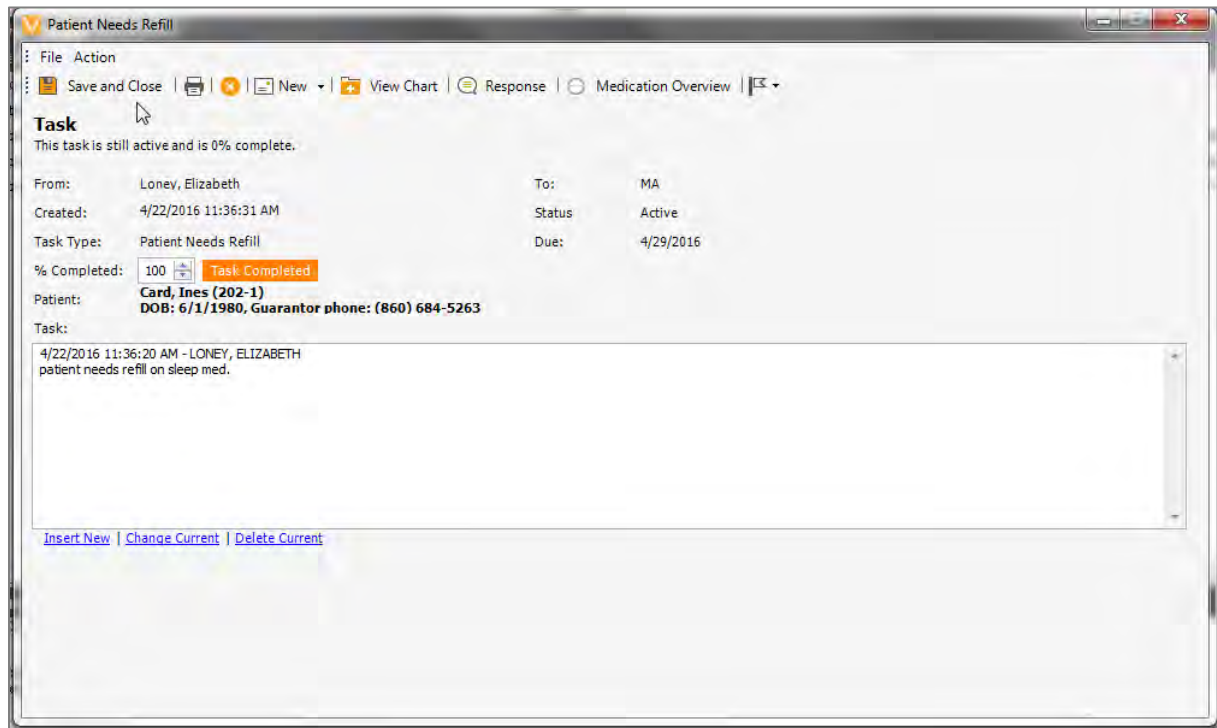 Patient Needs Refill
File Action
Save and Close New View Chart Response Medication Overview
Task
This task is still active and is 0% complete.
From: Loney, Elizabeth To: MA
Created: 4/22/2016 11:36:31 AM Status Active
Task Type: Patient Needs Refill Due: 4/29/2016
% Completed: 100 Task Completed
Patient: Card, Ines (202-1)
DOB: 6/1/1980, Guarantor phone: (860) 684-5263
Task:
4/22/2016 11:36:20 AM - LONEY, ELIZABETH
patient needs refill on sleep med.
Insert New | Change Current | Delete Current